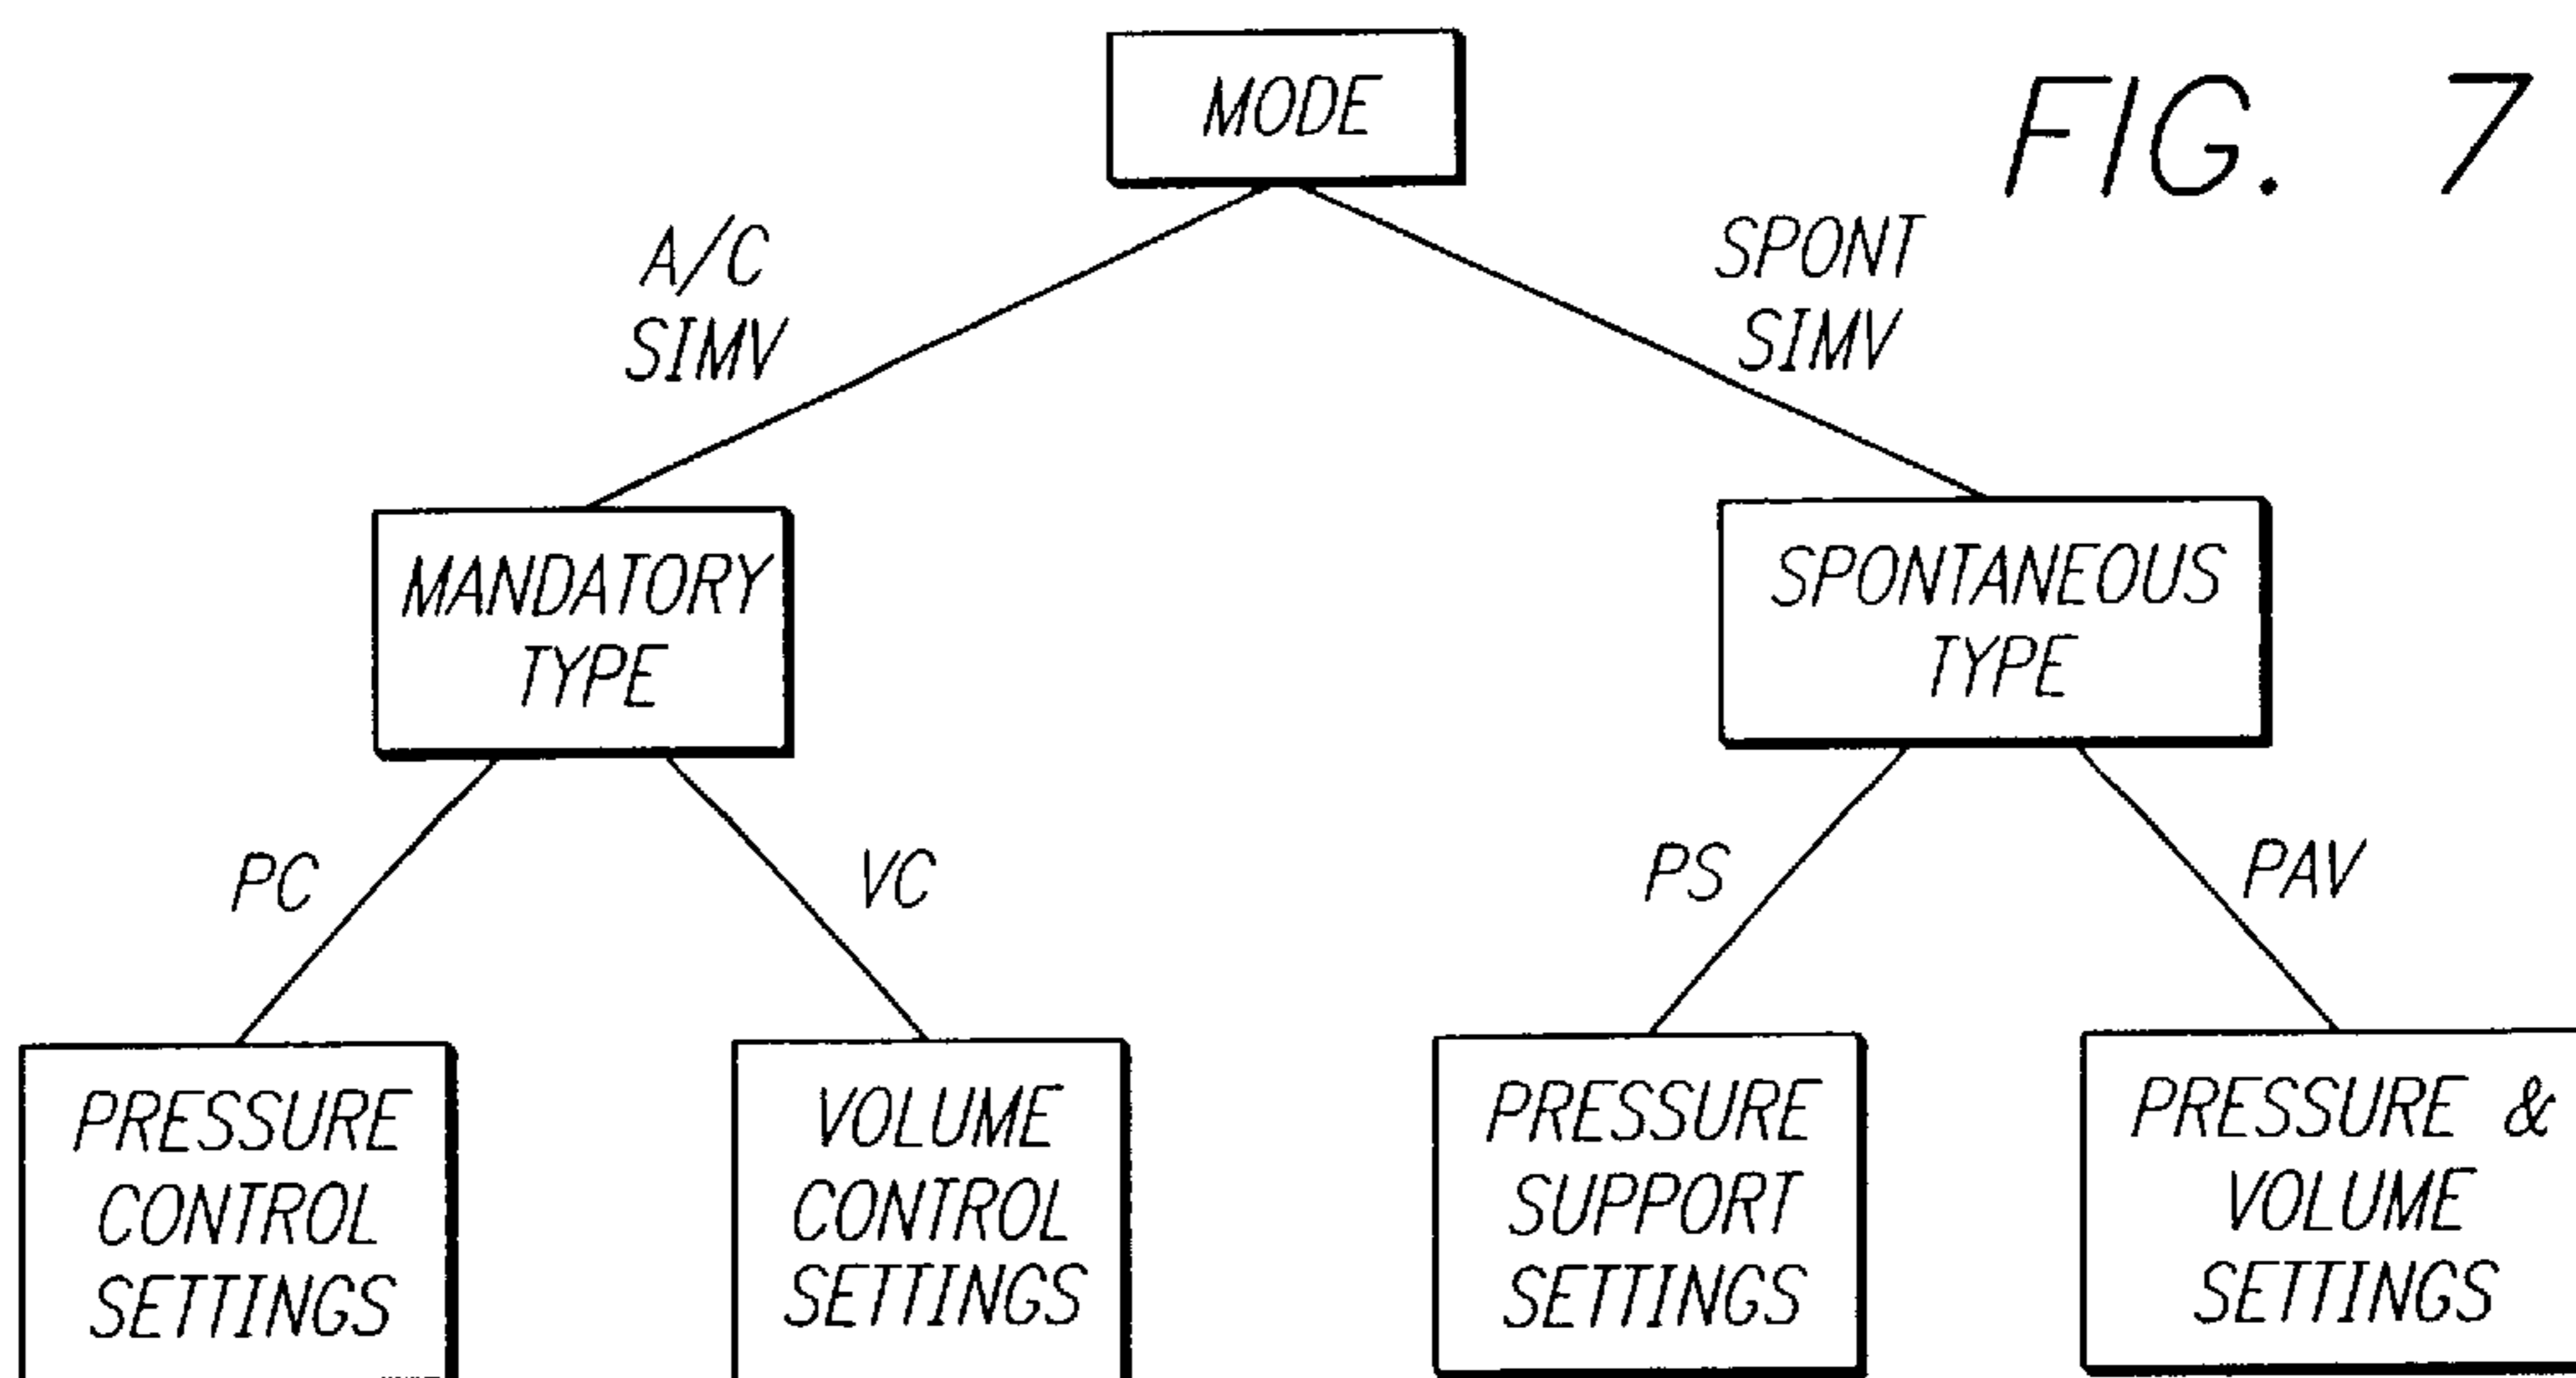 MODE
FIG. 7
A/C
SIMV
SPONT
SIMV
MANDATORY
TYPE
SPONTANEOUS
TYPE
PC
VC
PS
PAV
PRESSURE
CONTROL
SETTINGS
VOLUME
CONTROL
SETTINGS
PRESSURE
SUPPORT
SETTINGS
PRESSURE &
VOLUME
SETTINGS